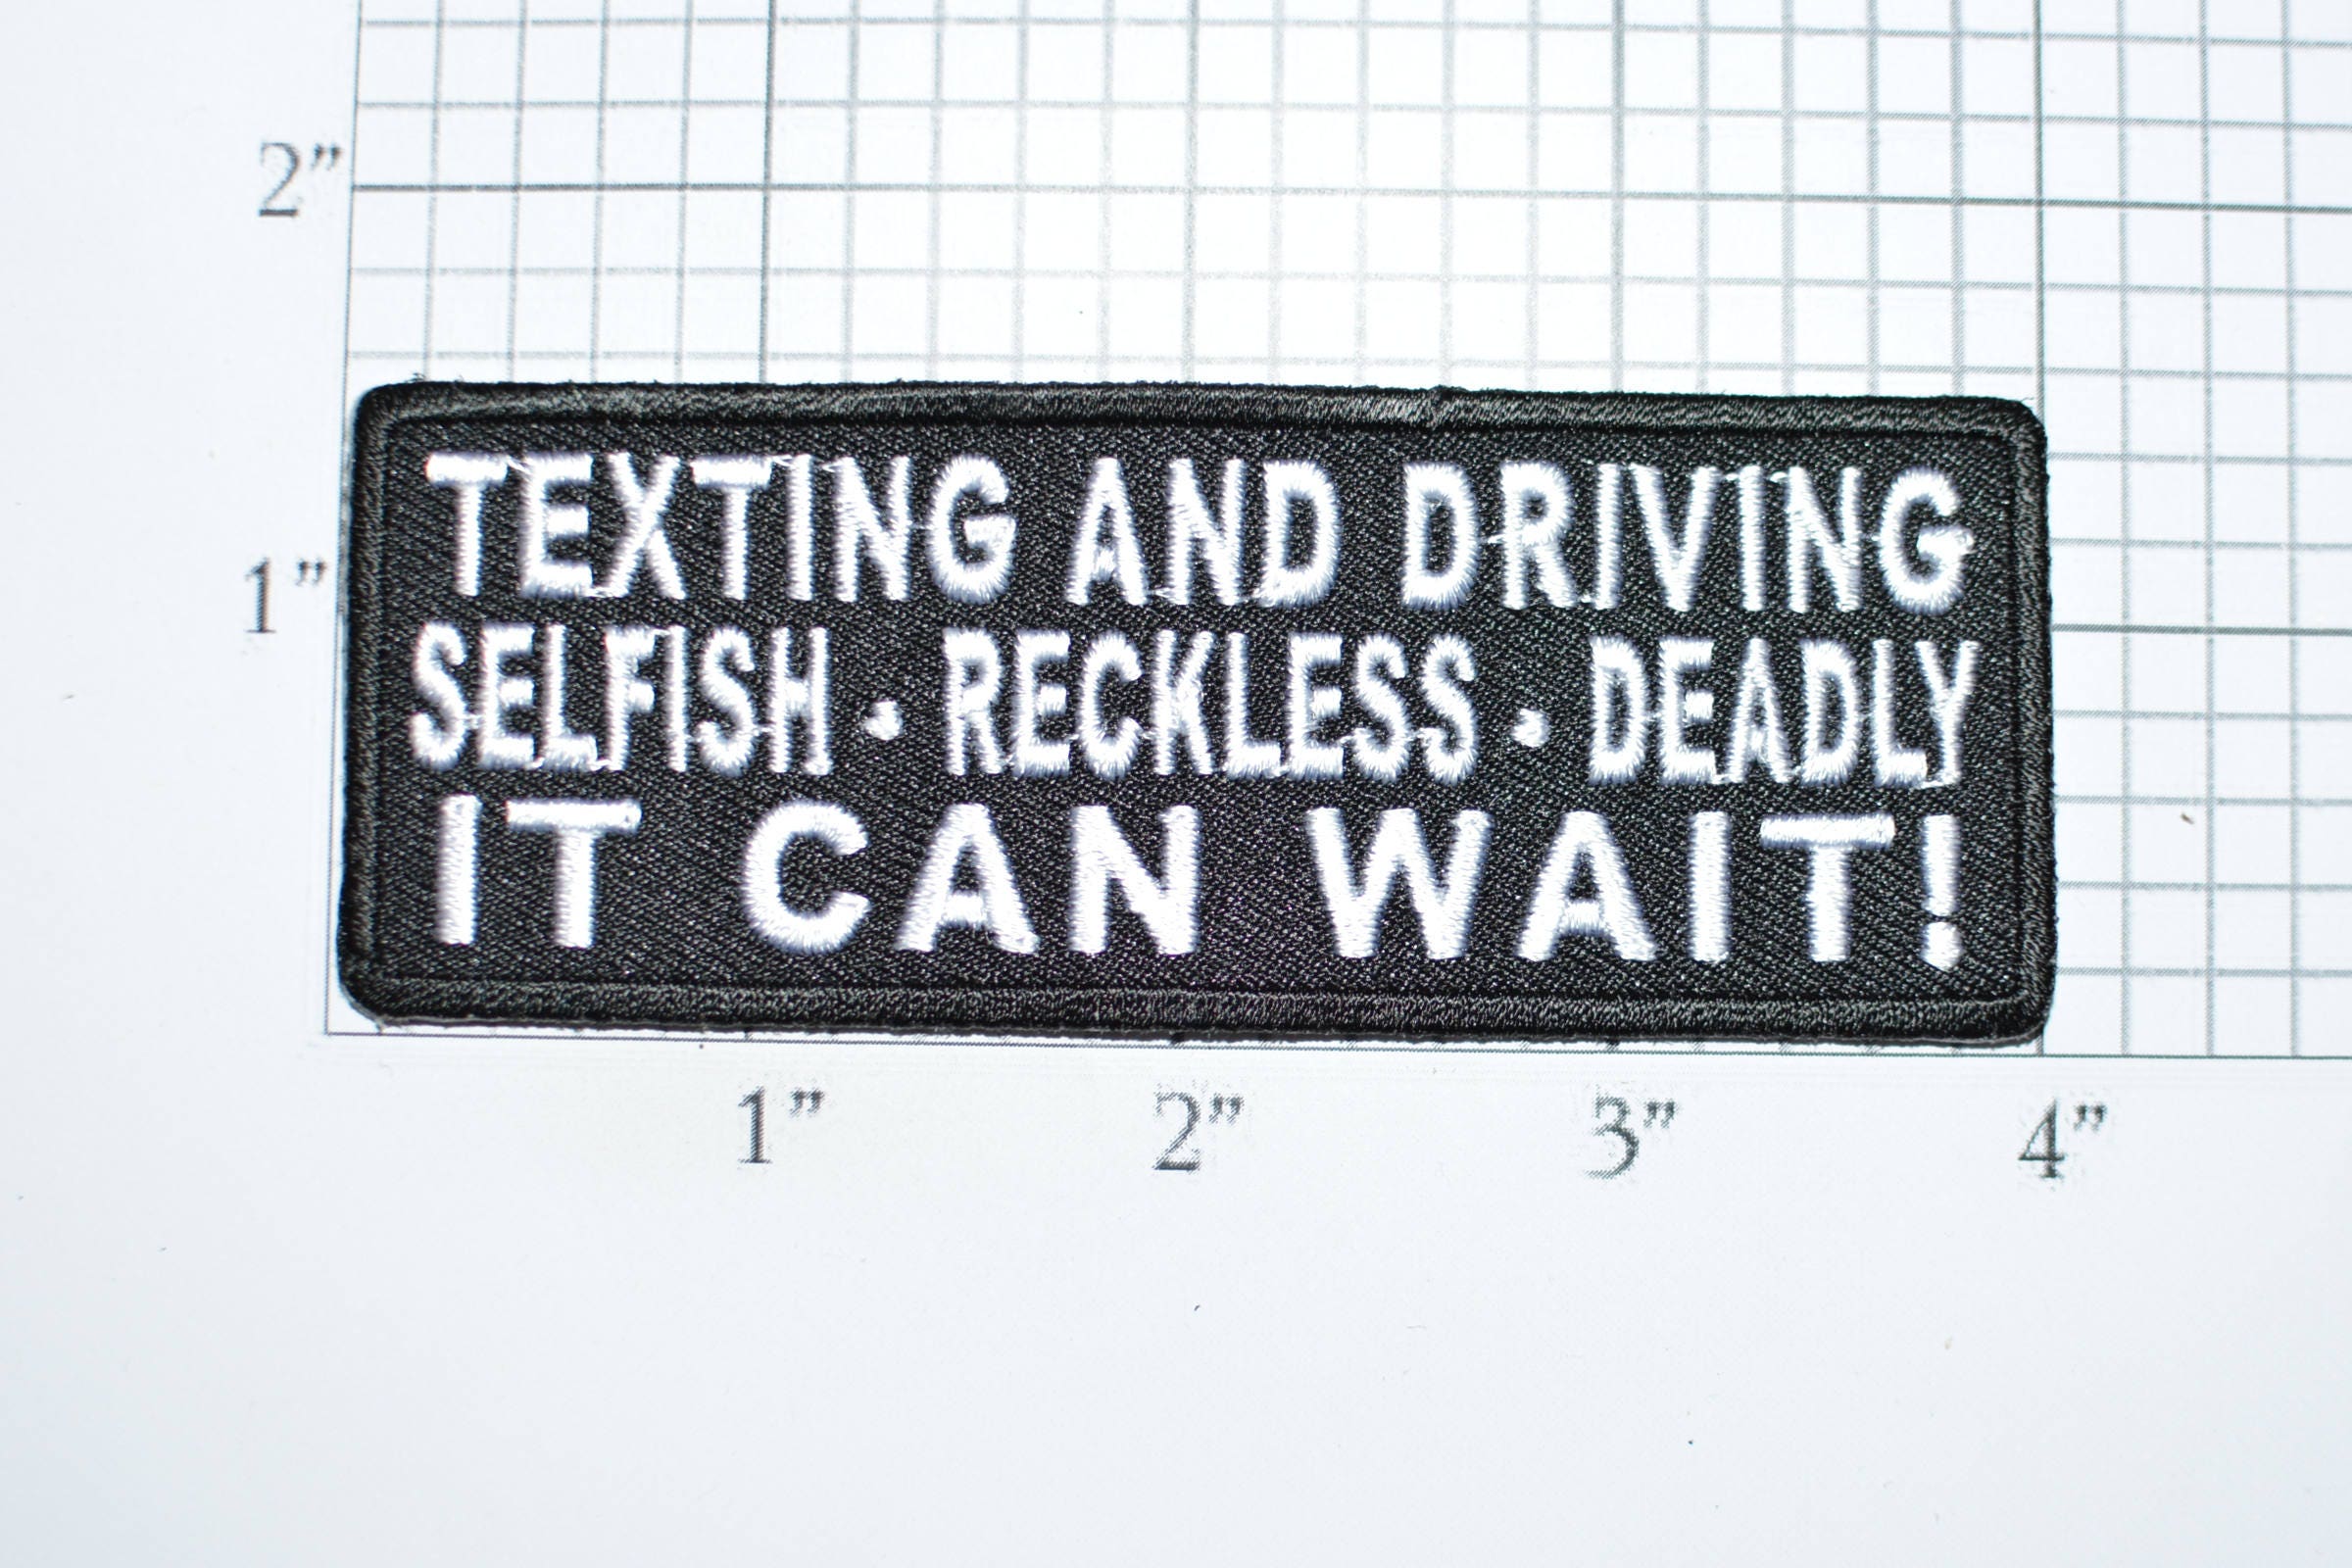 2”
1”
TEXTING AND DRIVING
SELFISH • RECKLESS • DEADLY
IT CAN WAIT!
1” 2” 3” 4”